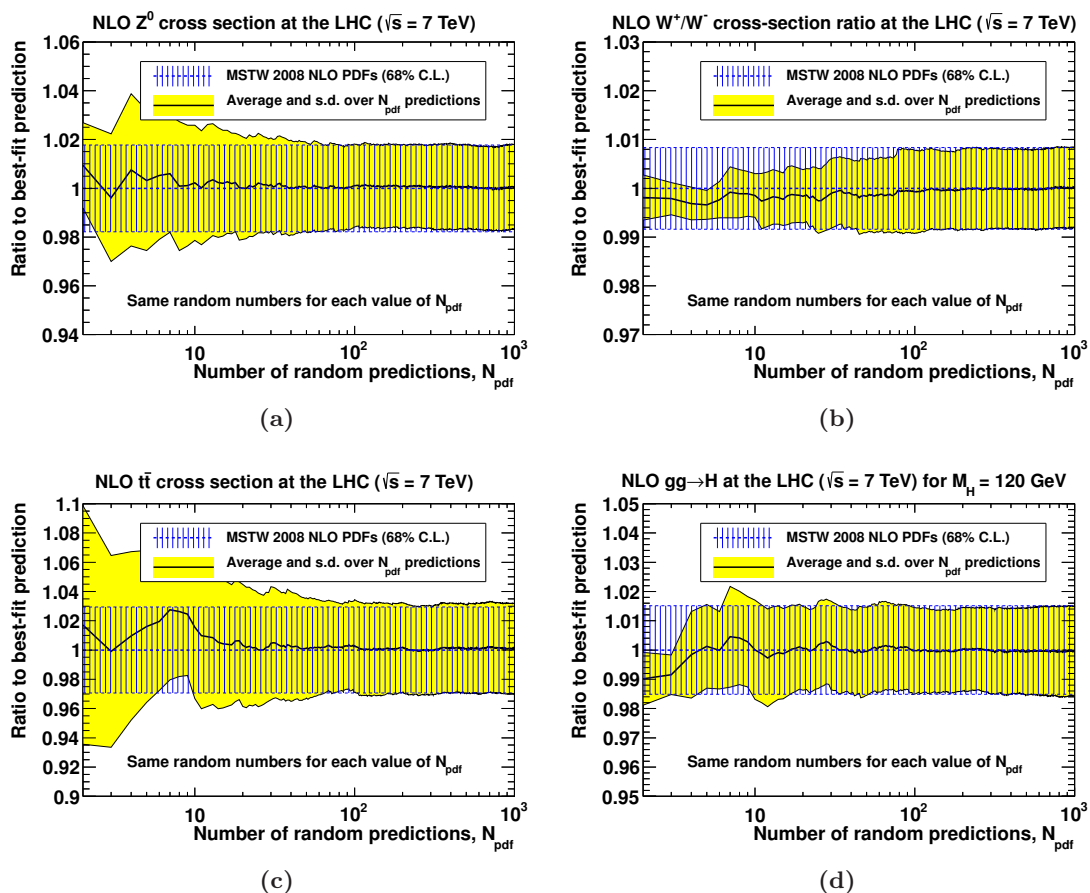 NLO Z⁰ cross section at the LHC (√s = 7 TeV)
Ratio to best-fit prediction
1.06
1.04
1.02
1
0.98
0.96
0.94
MSTW 2008 NLO PDFs (68% C.L.)
Average and s.d. over N_pdf predictions
Same random numbers for each value of N_pdf
10
10²
10³
Number of random predictions, N_pdf
(a)
NLO W⁺/W⁻ cross-section ratio at the LHC (√s = 7 TeV)
Ratio to best-fit prediction
1.03
1.02
1.01
1
0.99
0.98
0.97
MSTW 2008 NLO PDFs (68% C.L.)
Average and s.d. over N_pdf predictions
Same random numbers for each value of N_pdf
10
10²
10³
Number of random predictions, N_pdf
(b)
NLO tt̄ cross section at the LHC (√s = 7 TeV)
Ratio to best-fit prediction
1.1
1.08
1.06
1.04
1.02
1
0.98
0.96
0.94
0.92
0.9
MSTW 2008 NLO PDFs (68% C.L.)
Average and s.d. over N_pdf predictions
Same random numbers for each value of N_pdf
10
10²
10³
Number of random predictions, N_pdf
(c)
NLO gg→H at the LHC (√s = 7 TeV) for M_H = 120 GeV
Ratio to best-fit prediction
1.05
1.04
1.03
1.02
1.01
1
0.99
0.98
0.97
0.96
0.95
MSTW 2008 NLO PDFs (68% C.L.)
Average and s.d. over N_pdf predictions
Same random numbers for each value of N_pdf
10
10²
10³
Number of random predictions, N_pdf
(d)